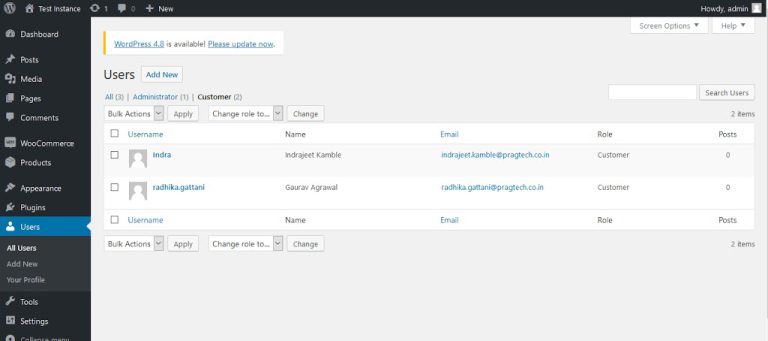 Test Instance 1 0 New Howdy, admin
Screen Options Help
Dashboard
Posts
Media
Pages
Comments
WooCommerce
Products
Appearance
Plugins
Users
All Users
Add New
Your Profile
Tools
Settings
Collapse menu
WordPress 4.8 is available! Please update now.
Users Add New
All (3) | Administrator (1) | Customer (2)
Search Users
Bulk Actions Apply Change role to... Change 2 items
Username Name Email Role Posts
Indra Indrajeet Kamble indrajeet.kamble@pragtech.co.in Customer 0
radhika.gattani Gaurav Agrawal radhika.gattani@pragtech.co.in Customer 0
Username Name Email Role Posts
Bulk Actions Apply Change role to... Change 2 items